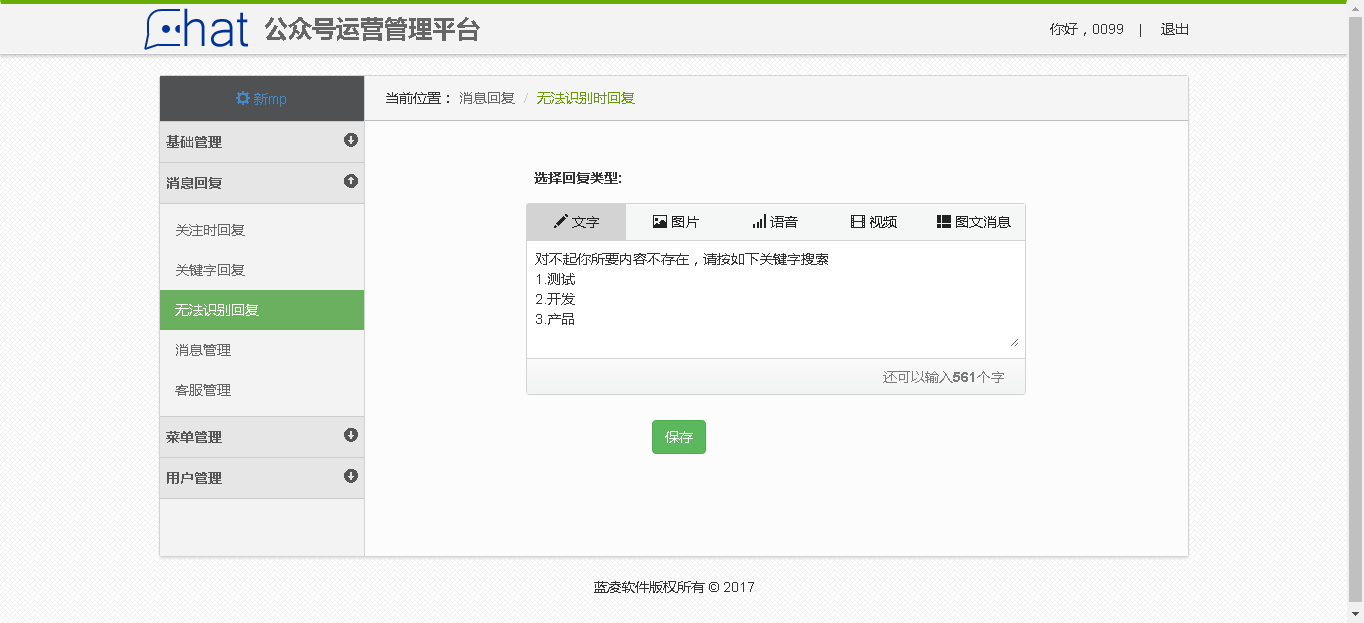 Chat 公众号运营管理平台
你好，0099 | 退出
新mp
当前位置： 消息回复 / 无法识别时回复
基础管理
消息回复
关注时回复
关键字回复
无法识别回复
消息管理
客服管理
菜单管理
用户管理
选择回复类型:
文字 图片 语音 视频 图文消息
对不起你所要内容不存在，请按如下关键字搜索
1.测试
2.开发
3.产品
还可以输入561个字
保存
蓝凌软件版权所有 © 2017